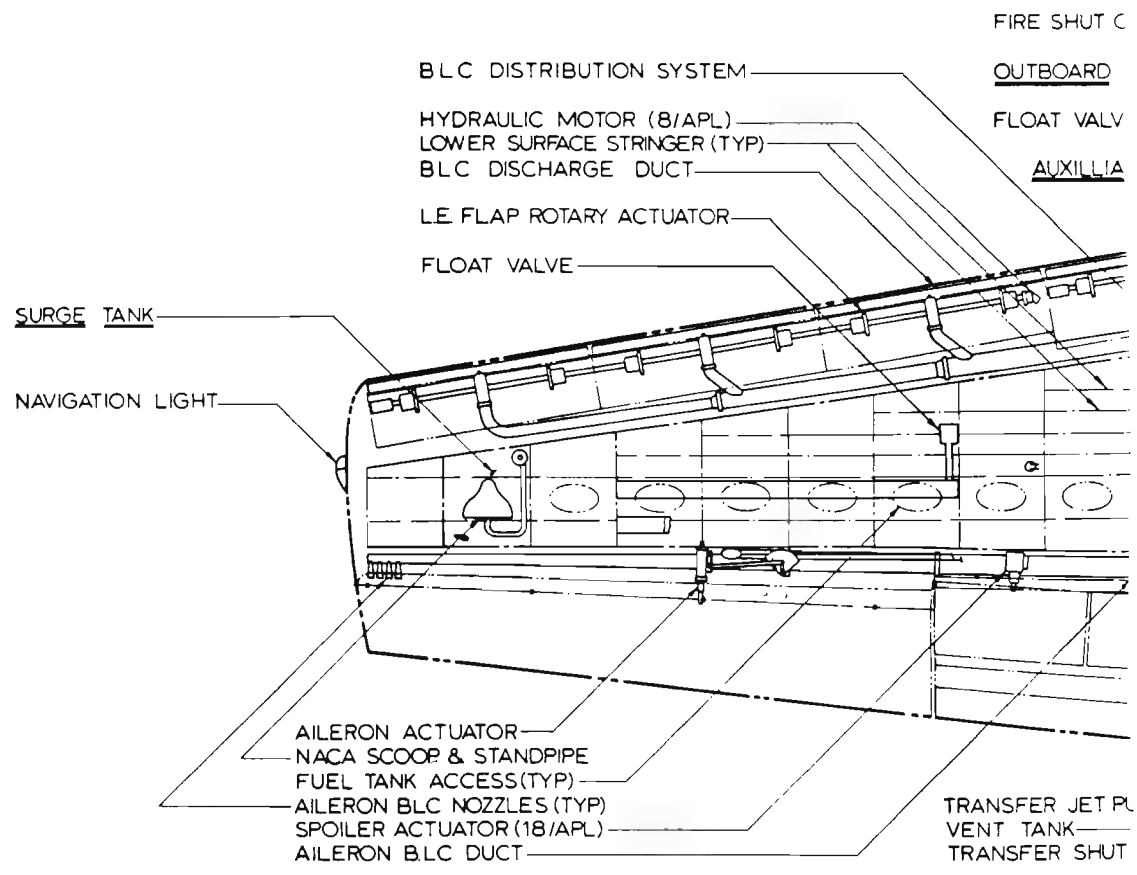 FIRE SHUT
BLC DISTRIBUTION SYSTEM
OUTBOARD
HYDRAULIC MOTOR (8/APL)
FLOAT VALV
LOWER SURFACE STRINGER (TYP)
BLC DISCHARGE DUCT
AUXILLIA
L.E FLAP ROTARY ACTUATOR
FLOAT VALVE
SURGE TANK
NAVIGATION LIGHT
AILERON ACTUATOR
NACA SCOOP & STANDPIPE
FUEL TANK ACCESS (TYP)
AILERON BLC NOZZLES (TYP)
SPOILER ACTUATOR (18/APL)
AILERON B.L.C DUCT
TRANSFER JET PU
VENT TANK
TRANSFER SHUT